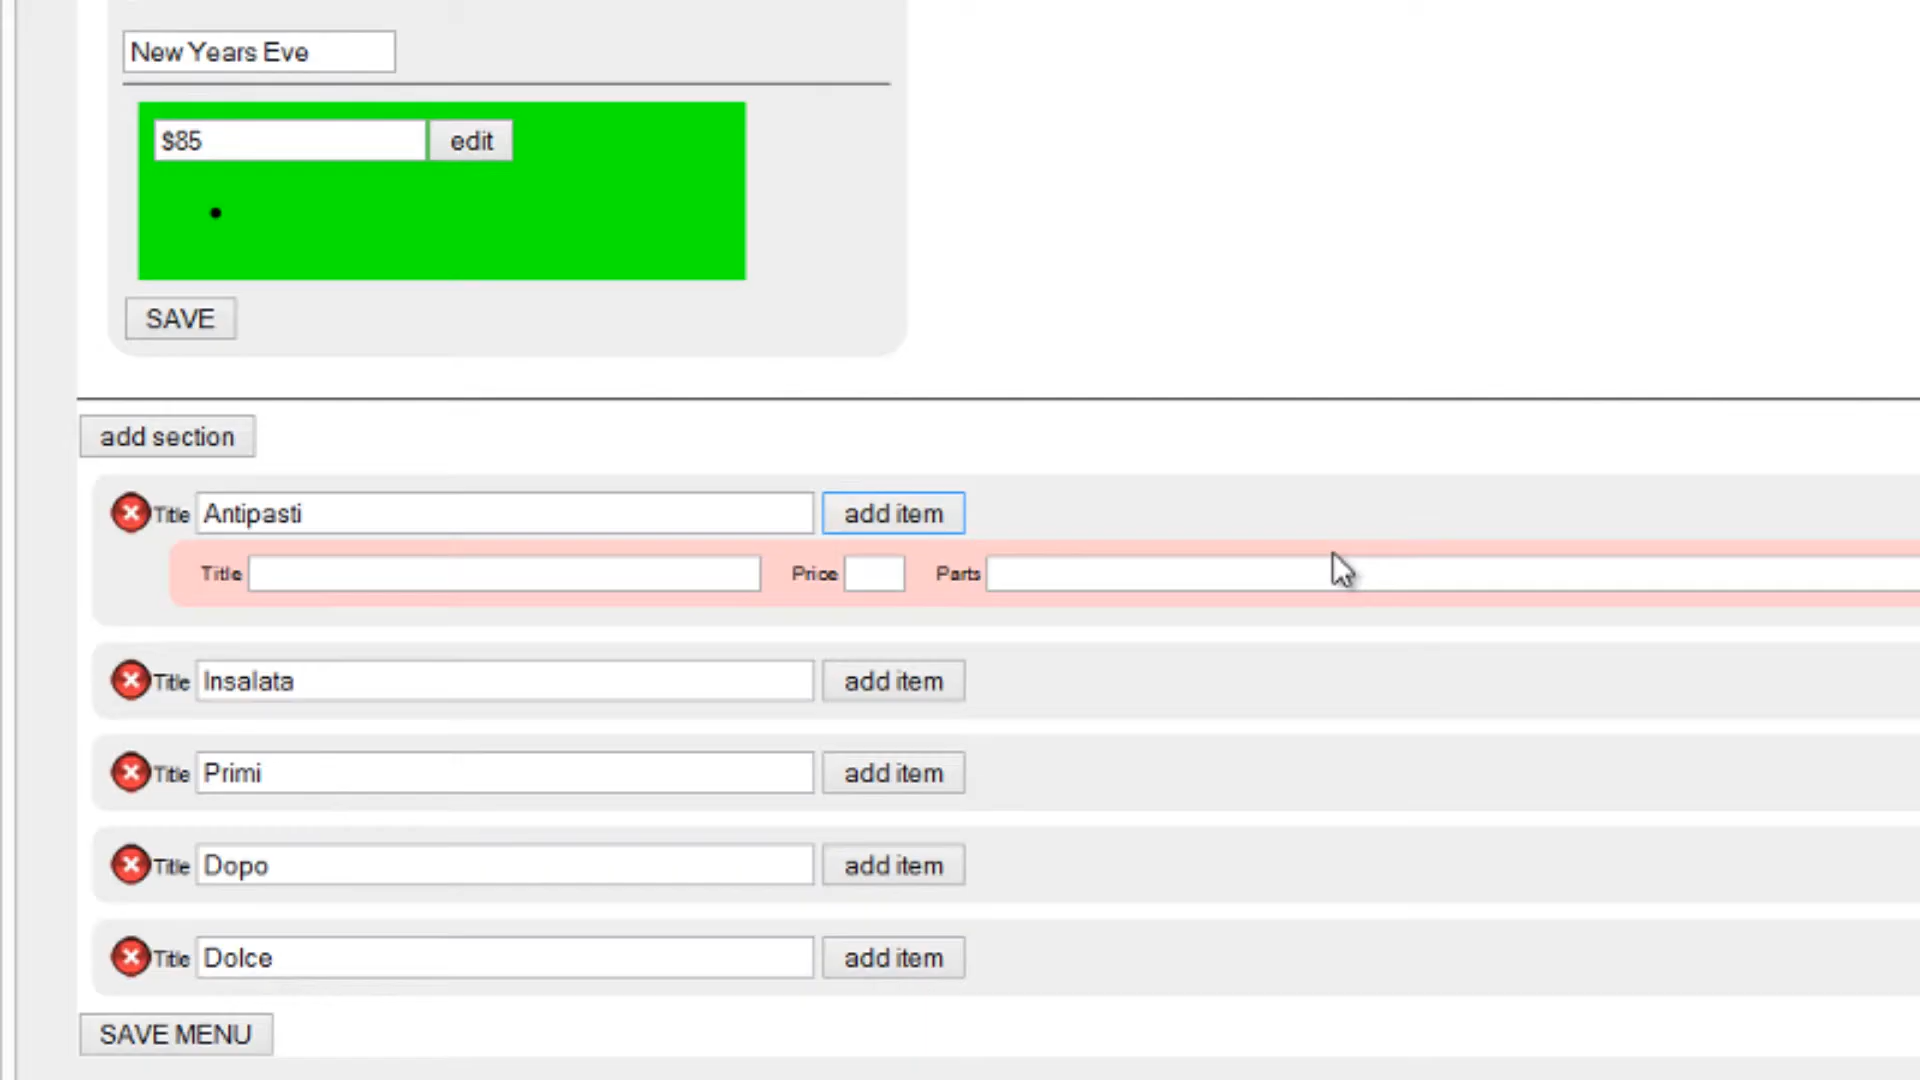 New Years Eve
$85 edit
SAVE
add section
Title Antipasti add item
Title Price Parts
Title Insalata add item
Title Primi add item
Title Dopo add item
Title Dolce add item
SAVE MENU